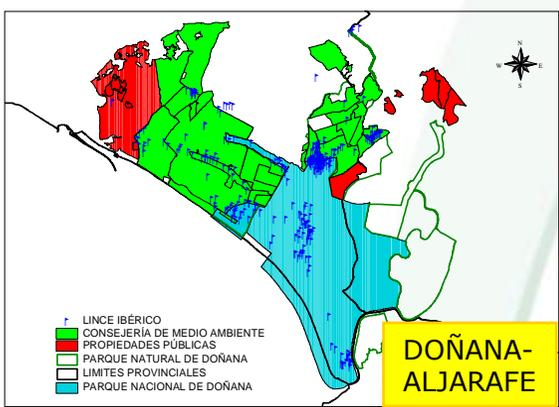 N
W E
S
LINCE IBÉRICO
CONSEJERÍA DE MEDIO AMBIENTE
PROPIEDADES PÚBLICAS
PARQUE NATURAL DE DOÑANA
LIMITES PROVINCIALES
PARQUE NACIONAL DE DOÑANA
DOÑANA-
ALJARAFE